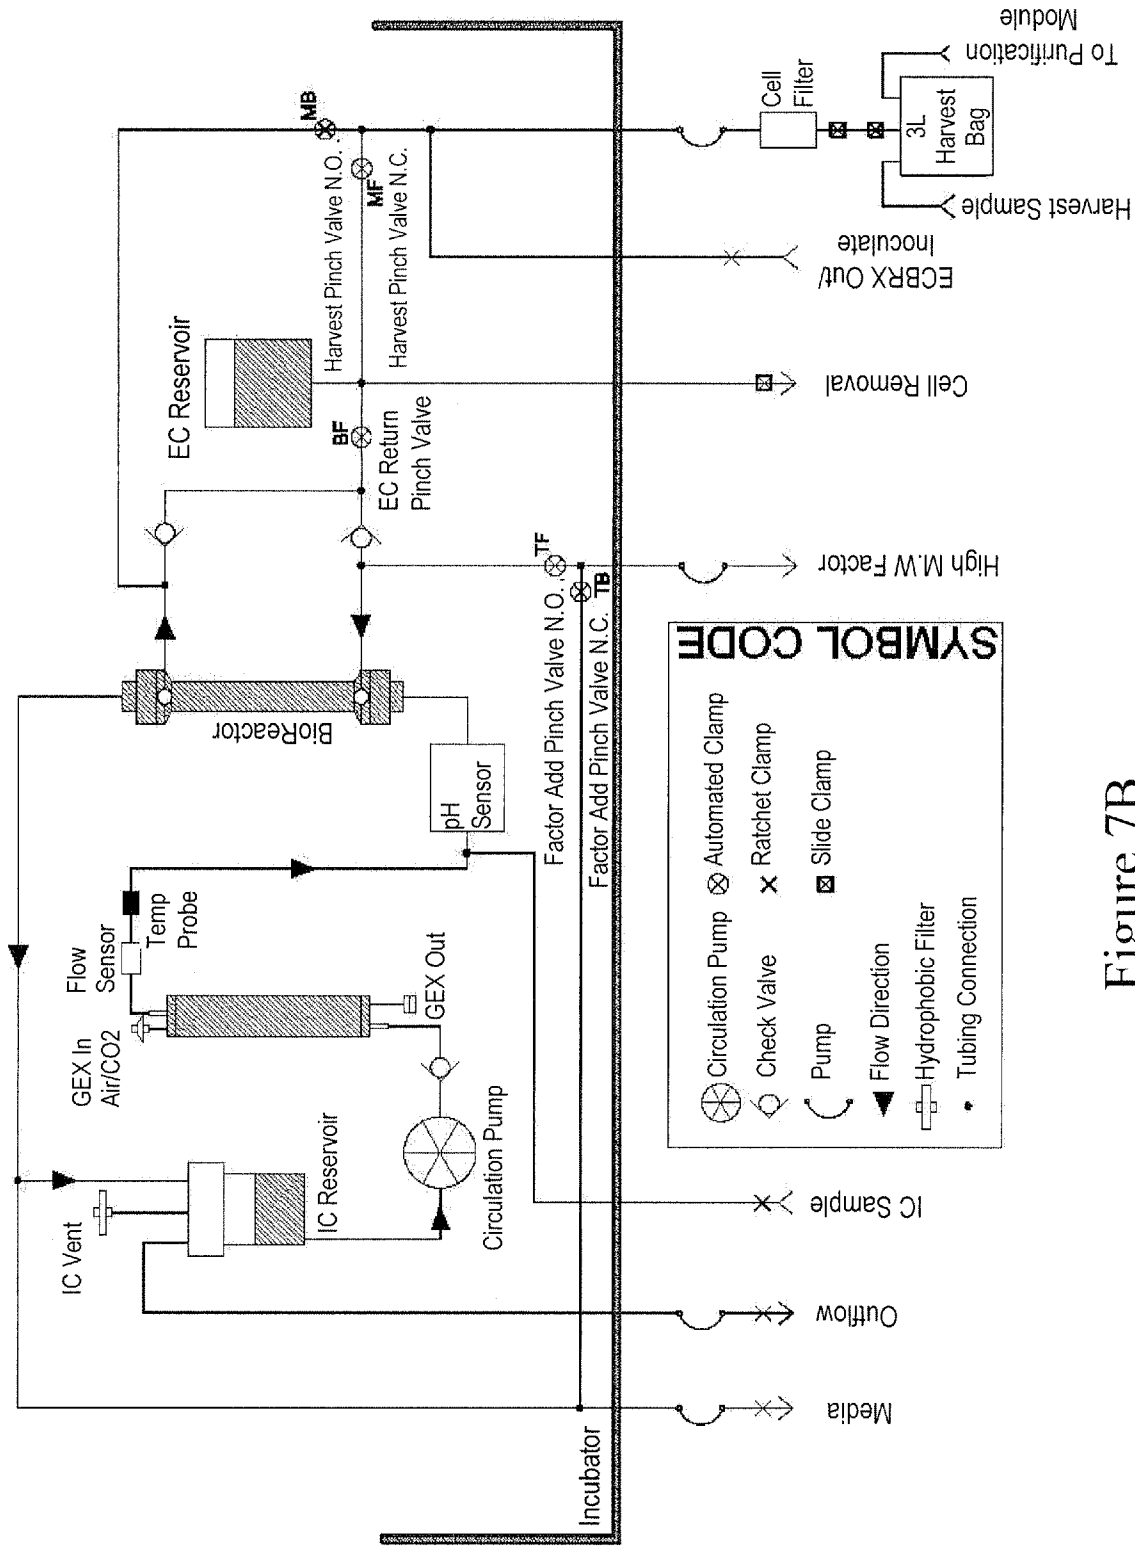 IC Vent
IC Reservoir
Circulation Pump
GEX In
Air/CO2
GEX Out
Flow
Sensor
Temp
Probe
pH
Sensor
BioReactor
EC Reservoir
BF
EC Return
Pinch Valve
Harvest Pinch Valve N.O.
MB
MF
Harvest Pinch Valve N.C.
Factor Add Pinch Valve N.O.
TF
TB
Factor Add Pinch Valve N.C.
Incubator
Media
Outflow
IC Sample
High M.W. Factor
Cell Removal
ECBRX Out/
Inoculate
Cell
Filter
3L
Harvest
Bag
Harvest Sample
To Purification
Module
SYMBOL CODE
Circulation Pump
Automated Clamp
Check Valve
Ratchet Clamp
Pump
Slide Clamp
Flow Direction
Hydrophobic Filter
Tubing Connection
Figure 7B